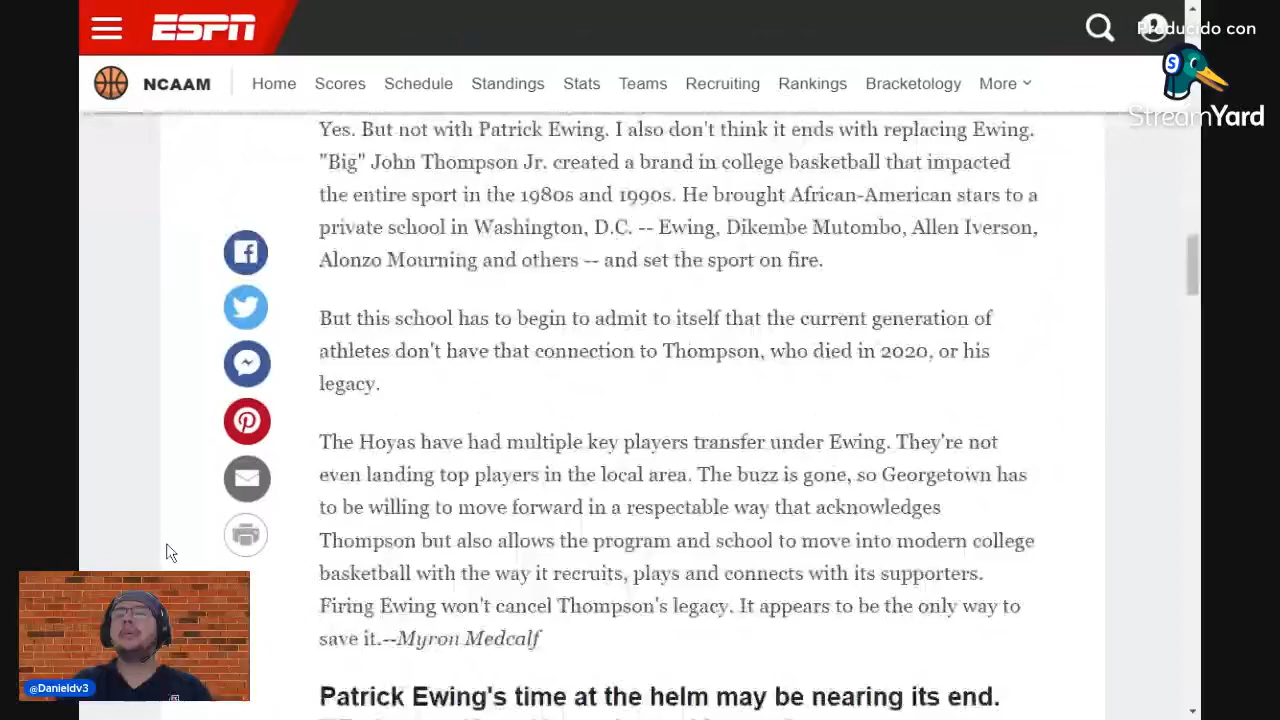 ESPN
Producido con
StreamYard
NCAAM
Home Scores Schedule Standings Stats Teams Recruiting Rankings Bracketology More
Yes. But not with Patrick Ewing. I also don't think it ends with replacing Ewing.
"Big" John Thompson Jr. created a brand in college basketball that impacted
the entire sport in the 1980s and 1990s. He brought African-American stars to a
private school in Washington, D.C. -- Ewing, Dikembe Mutombo, Allen Iverson,
Alonzo Mourning and others -- and set the sport on fire.
But this school has to begin to admit to itself that the current generation of
athletes don't have that connection to Thompson, who died in 2020, or his
legacy.
The Hoyas have had multiple key players transfer under Ewing. They're not
even landing top players in the local area. The buzz is gone, so Georgetown has
to be willing to move forward in a respectable way that acknowledges
Thompson but also allows the program and school to move into modern college
basketball with the way it recruits, plays and connects with its supporters.
Firing Ewing won't cancel Thompson's legacy. It appears to be the only way to
save it.--Myron Medcalf
@Danieldv3
Patrick Ewing's time at the helm may be nearing its end.